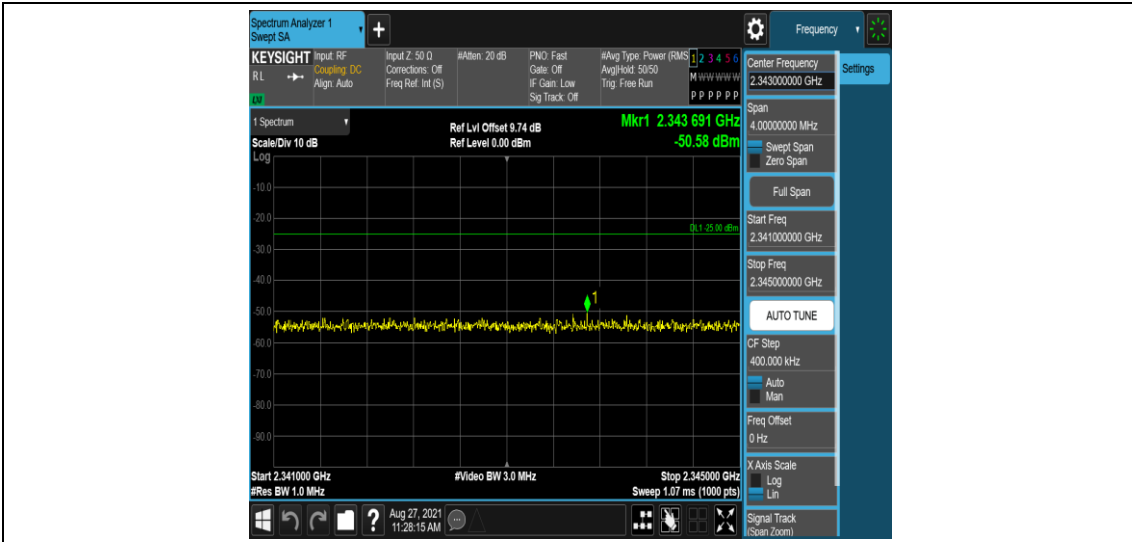 Spectrum Analyzer 1
Swept SA
+
Frequency
KEYSIGHT
RL
LXI
Input: RF
Coupling: DC
Align: Auto
Input Z: 50 Ω
Corrections: Off
Freq Ref: Int (S)
#Atten: 20 dB
PNO: Fast
Gate: Off
IF Gain: Low
Sig Track: Off
#Avg Type: Power (RMS
Avg|Hold: 50/50
Trig: Free Run
1 2 3 4 5 6
M W W W W W
P P P P P P
1 Spectrum
Scale/Div 10 dB
Log
Ref Lvl Offset 9.74 dB
Ref Level 0.00 dBm
Mkr1 2.343 691 GHz
-50.58 dBm
-10.0
-20.0
DL1 -25.00 dBm
-30.0
-40.0
1
-50.0
-60.0
-70.0
-80.0
-90.0
Start 2.341000 GHz
#Res BW 1.0 MHz
#Video BW 3.0 MHz
Stop 2.345000 GHz
Sweep 1.07 ms (1000 pts)
?
Aug 27, 2021
11:28:15 AM
Center Frequency
2.343000000 GHz
Settings
Span
4.00000000 MHz
Swept Span
Zero Span
Full Span
Start Freq
2.341000000 GHz
Stop Freq
2.345000000 GHz
AUTO TUNE
CF Step
400.000 kHz
Auto
Man
Freq Offset
0 Hz
X Axis Scale
Log
Lin
Signal Track
(Span Zoom)